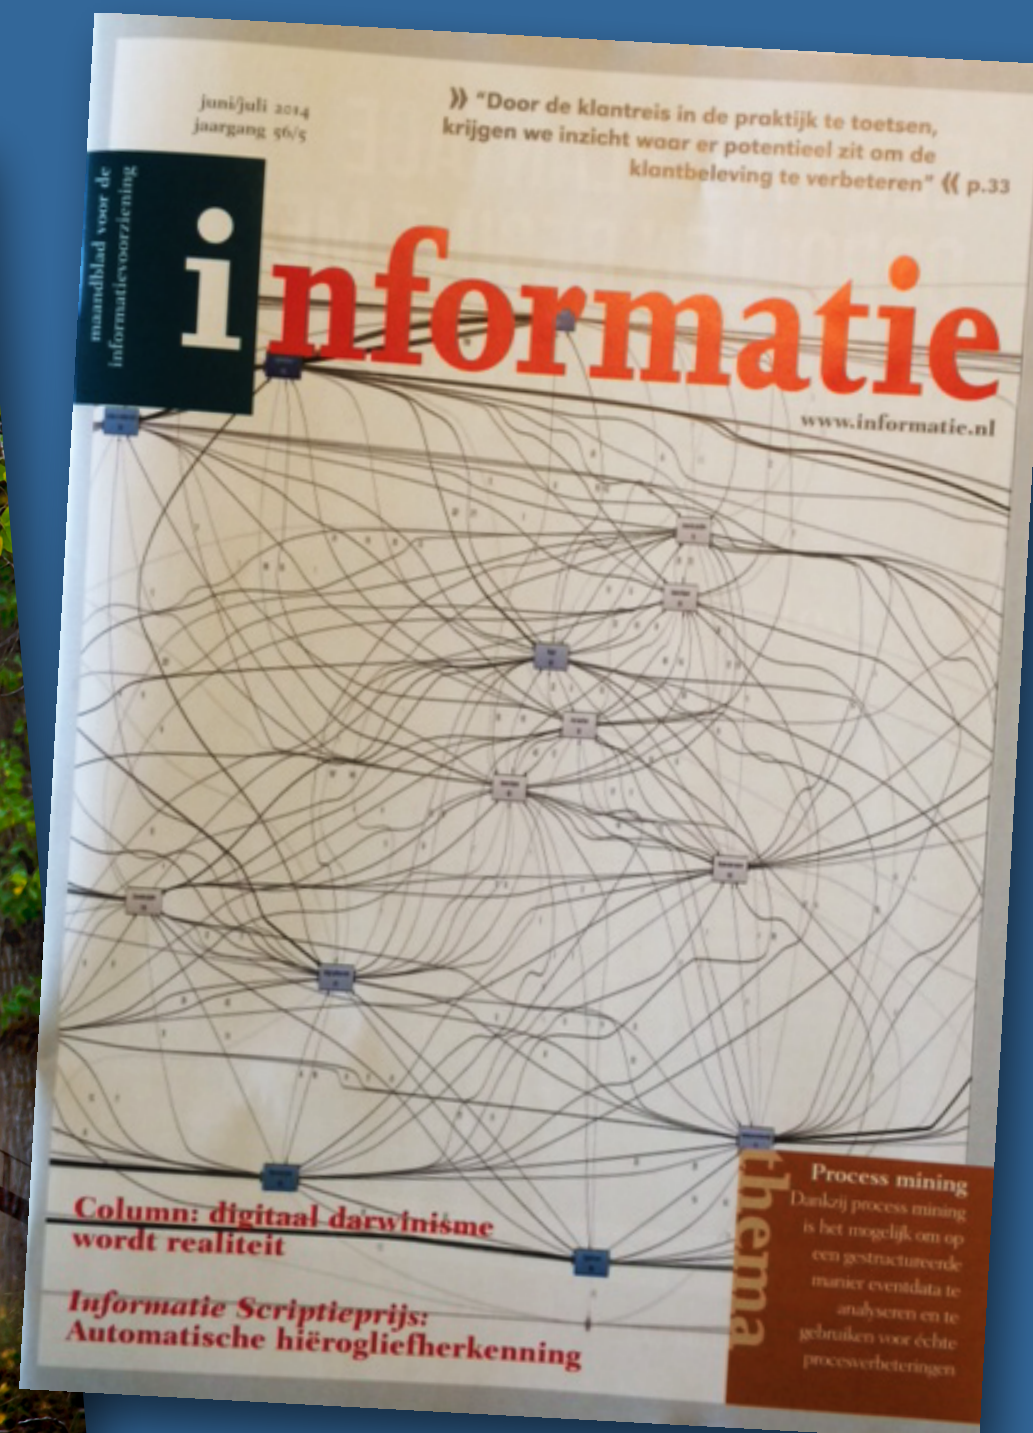 juni/juli 2014
jaargang 56/5
» "Door de klantreis in de praktijk te toetsen,
krijgen we inzicht waar er potentieel zit om de
klantbeleving te verbeteren" « p.33
maandblad voor de
informatievoorziening
informatie
www.informatie.nl
Column: digitaal darwinisme
wordt realiteit
Informatie Scriptieprijs:
Automatische hiërogliefherkenning
thema
Process mining
Dankzij process mining
is het mogelijk om op
een gestructureerde
manier eventdata te
analyseren en te
gebruiken voor échte
procesverbeteringen